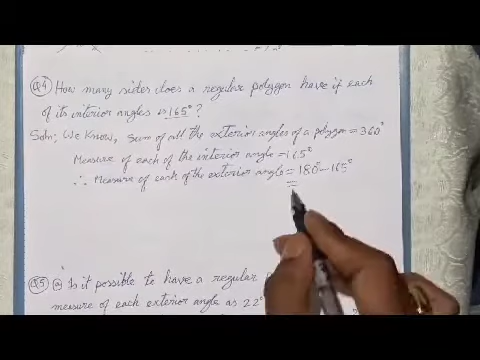 Q4 How many sides does a regular polygon have if each
of its interior angles is 165°?
Soln: We Know, Sum of all the exterior angles of a polygon = 360°
Measure of each of the interior angle = 165°
∴ Measure of each of the exterior angle = 180° - 165°
=
Q5 a) Is it possible to have a regular
measure of each exterior angle as 22°